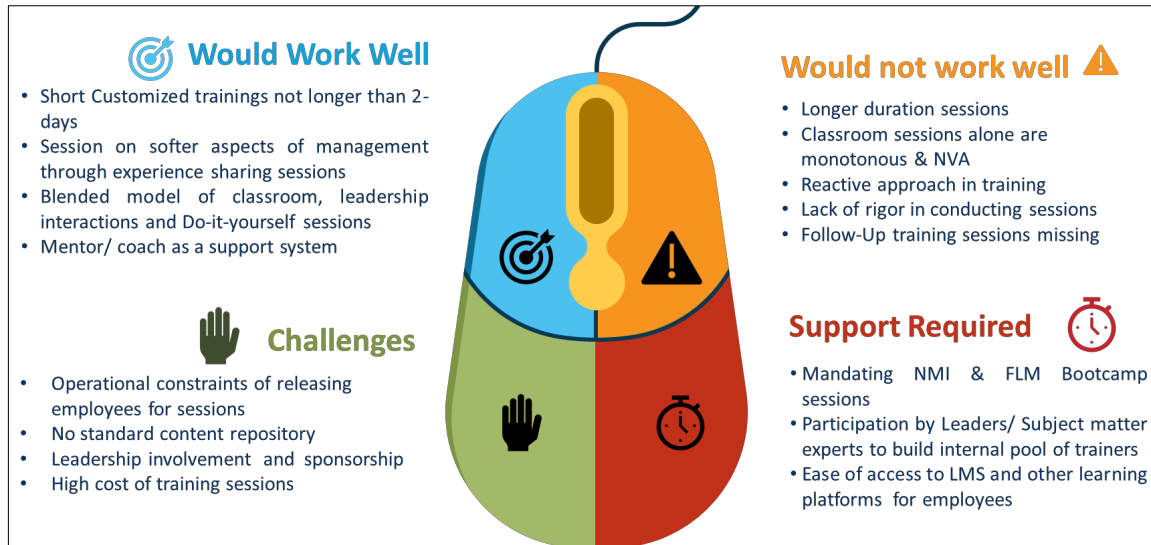 Would Work Well
• Short Customized trainings not longer than 2-
days
• Session on softer aspects of management
through experience sharing sessions
• Blended model of classroom, leadership
interactions and Do-it-yourself sessions
• Mentor/ coach as a support system
Would not work well
• Longer duration sessions
• Classroom sessions alone are
monotonous & NVA
• Reactive approach in training
• Lack of rigor in conducting sessions
• Follow-Up training sessions missing
Challenges
• Operational constraints of releasing
employees for sessions
• No standard content repository
• Leadership involvement and sponsorship
• High cost of training sessions
Support Required
• Mandating NMI & FLM Bootcamp
sessions
• Participation by Leaders/ Subject matter
experts to build internal pool of trainers
• Ease of access to LMS and other learning
platforms for employees